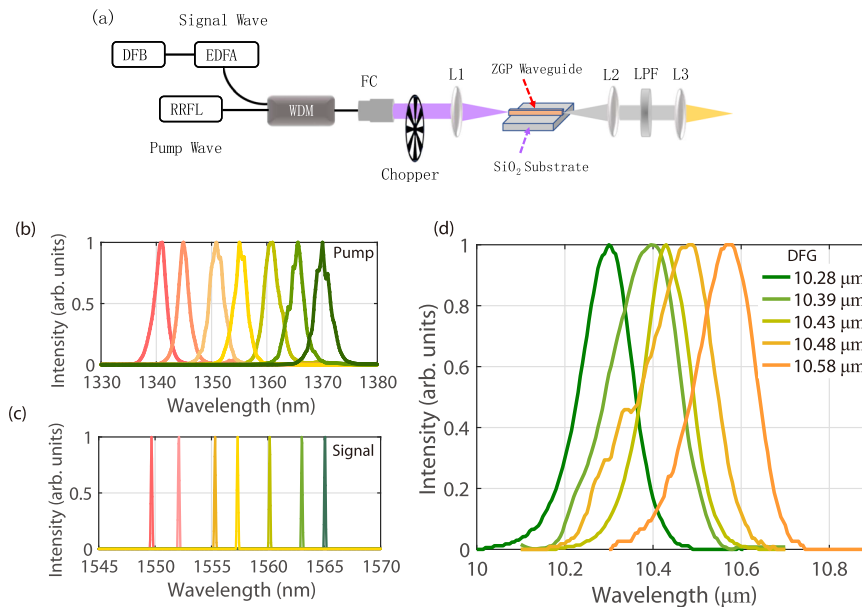 (a)
Signal Wave
DFB
EDFA
RRFL
WDM
Pump Wave
FC
Chopper
L1
ZGP Waveguide
SiO₂ Substrate
L2
LPF
L3
(b)
Intensity (arb. units)
1
0.5
0
Pump
1330
1340
1350
1360
1370
1380
Wavelength (nm)
(c)
Intensity (arb. units)
1
0.5
0
Signal
1545
1550
1555
1560
1565
1570
Wavelength (nm)
(d)
Intensity (arb. units)
1
0.8
0.6
0.4
0.2
0
DFG
10.28 μm
10.39 μm
10.43 μm
10.48 μm
10.58 μm
10
10.2
10.4
10.6
10.8
Wavelength (μm)